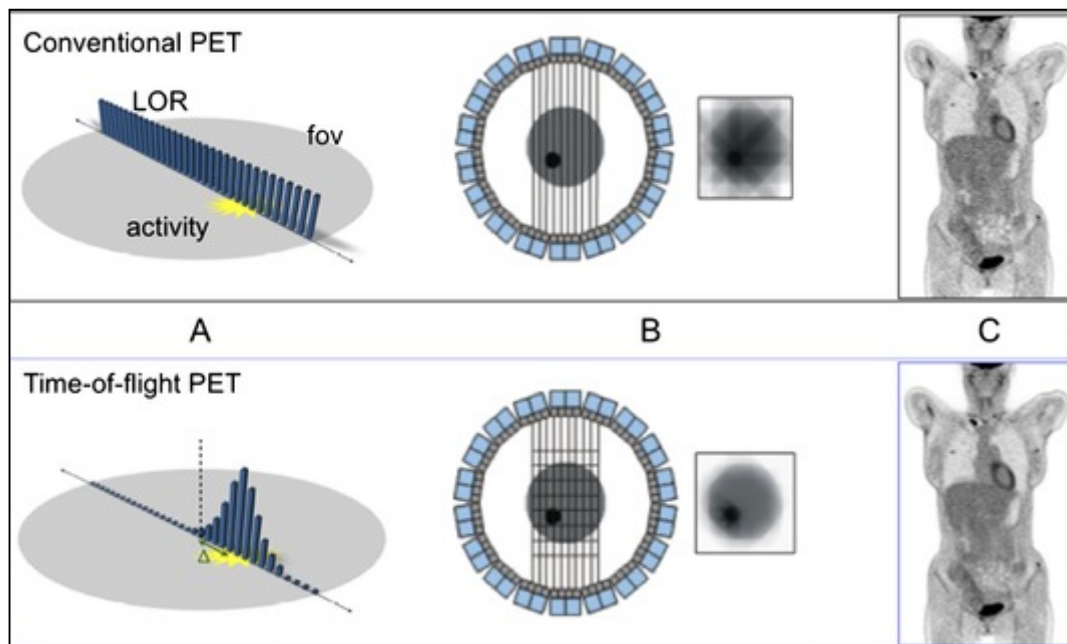 Conventional PET
LOR
fov
activity
A
B
C
Time-of-flight PET
Δ